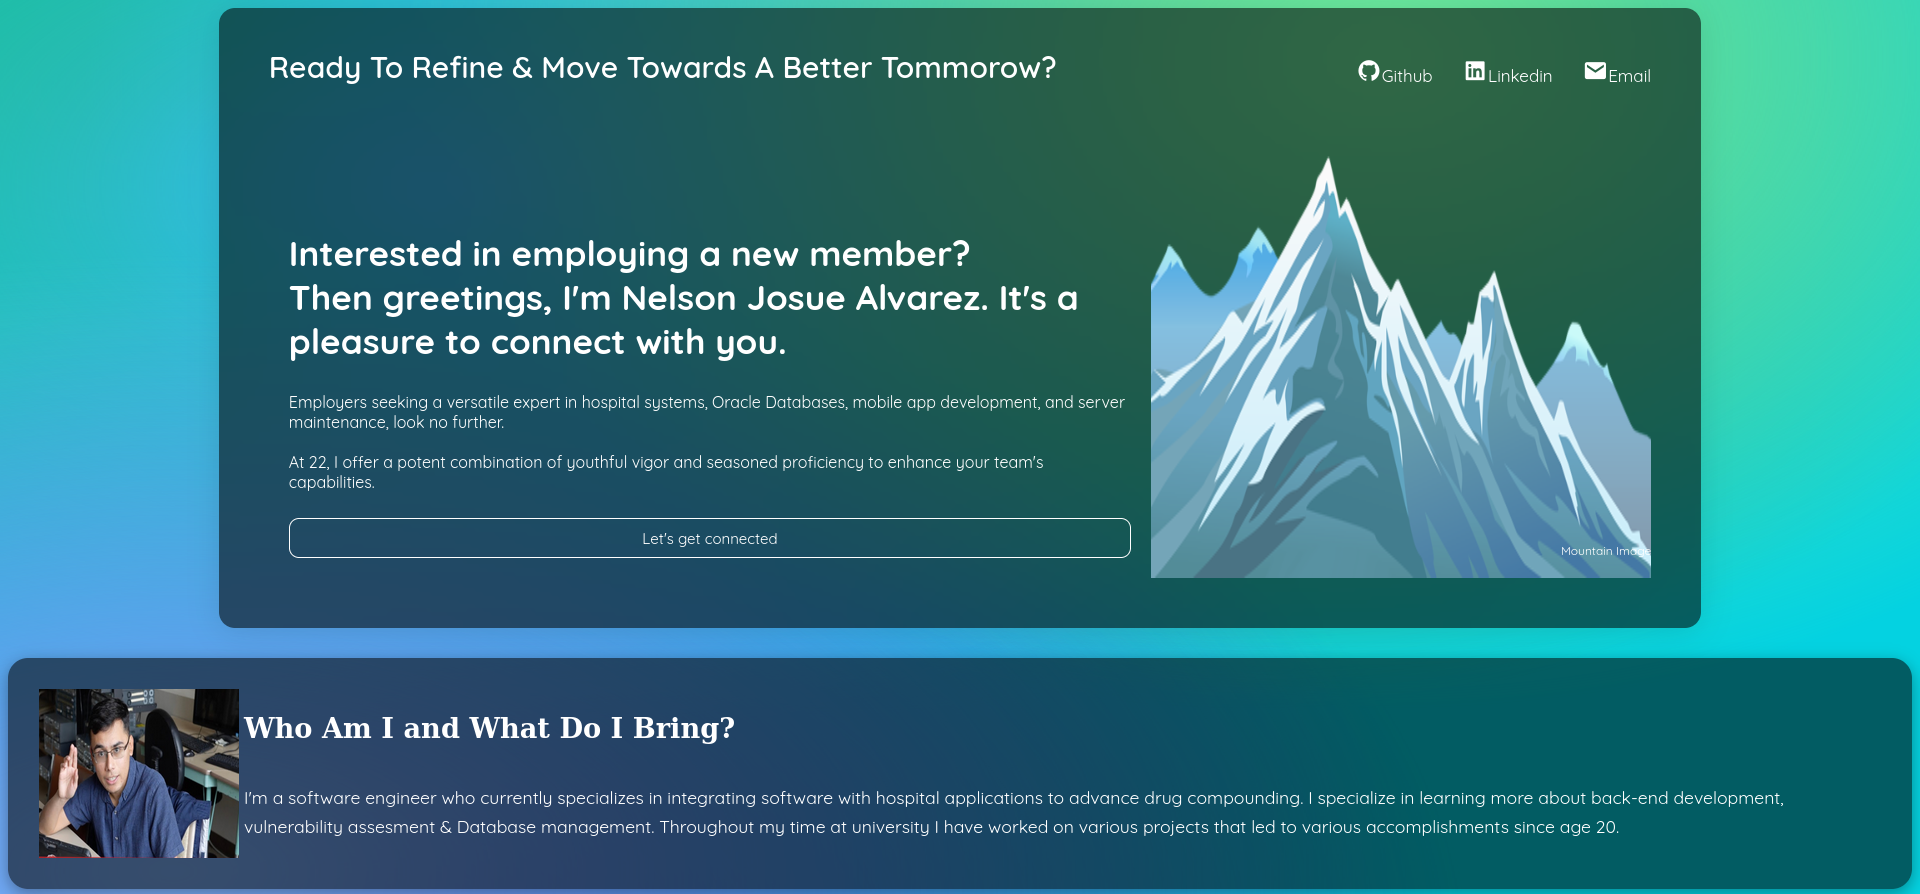 Ready To Refine & Move Towards A Better Tommorow?
Github
Linkedin
Email
Interested in employing a new member?
Then greetings, I'm Nelson Josue Alvarez. It's a
pleasure to connect with you.
Employers seeking a versatile expert in hospital systems, Oracle Databases, mobile app development, and server
maintenance, look no further.
At 22, I offer a potent combination of youthful vigor and seasoned proficiency to enhance your team's
capabilities.
Let's get connected
Mountain Image
Who Am I and What Do I Bring?
I'm a software engineer who currently specializes in integrating software with hospital applications to advance drug compounding. I specialize in learning more about back-end development,
vulnerability assesment & Database management. Throughout my time at university I have worked on various projects that led to various accomplishments since age 20.